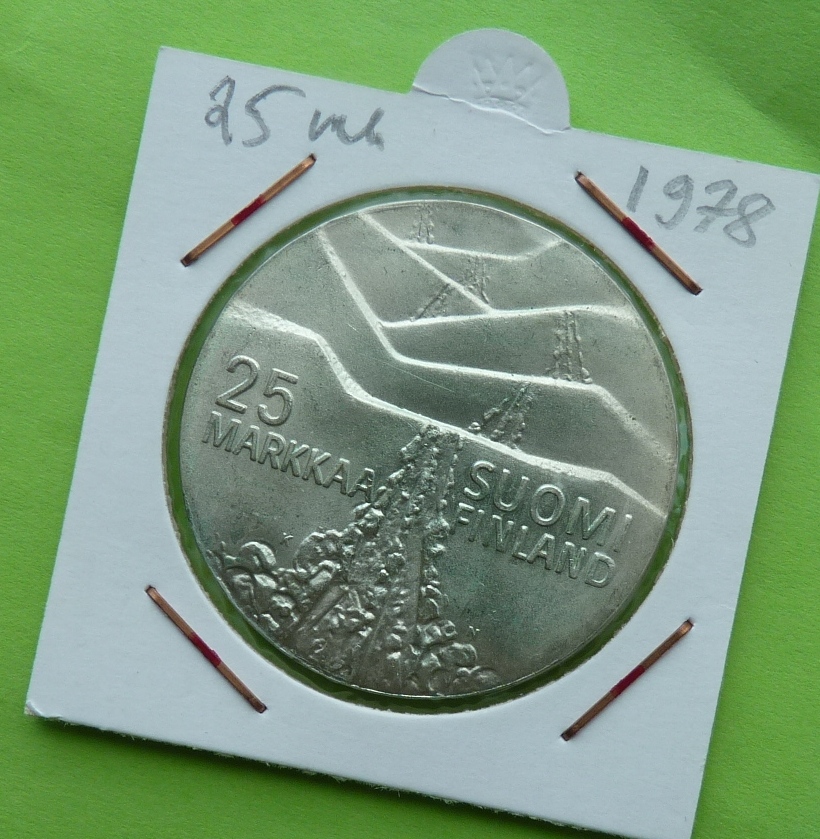 25 mk
1978
25
MARKKAA
SUOMI
FINLAND
K
N